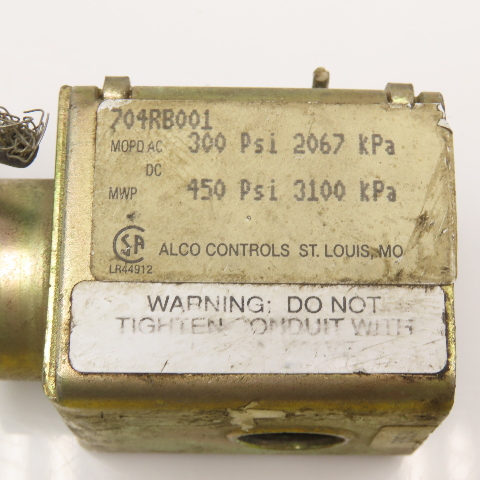 704RB001
MOPD AC 300 Psi 2067 kPa
DC
MWP 450 Psi 3100 kPa
SA
LR44912
ALCO CONTROLS ST. LOUIS, MO
WARNING: DO NOT
TIGHTEN CONDUIT WITH